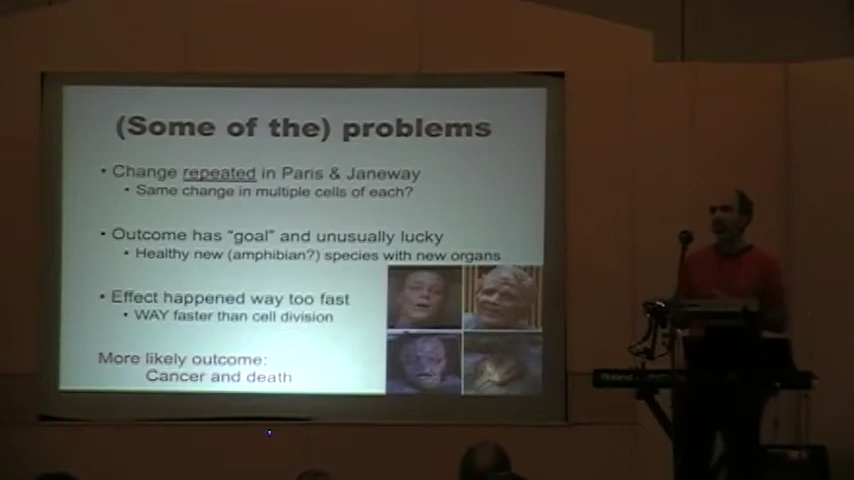 (Some of the) problems
• Change repeated in Paris & Janeway
• Same change in multiple cells of each?
• Outcome has "goal" and unusually lucky
• Healthy new (amphibian?) species with new organs
• Effect happened way too fast
• WAY faster than cell division
More likely outcome:
Cancer and death
Roland